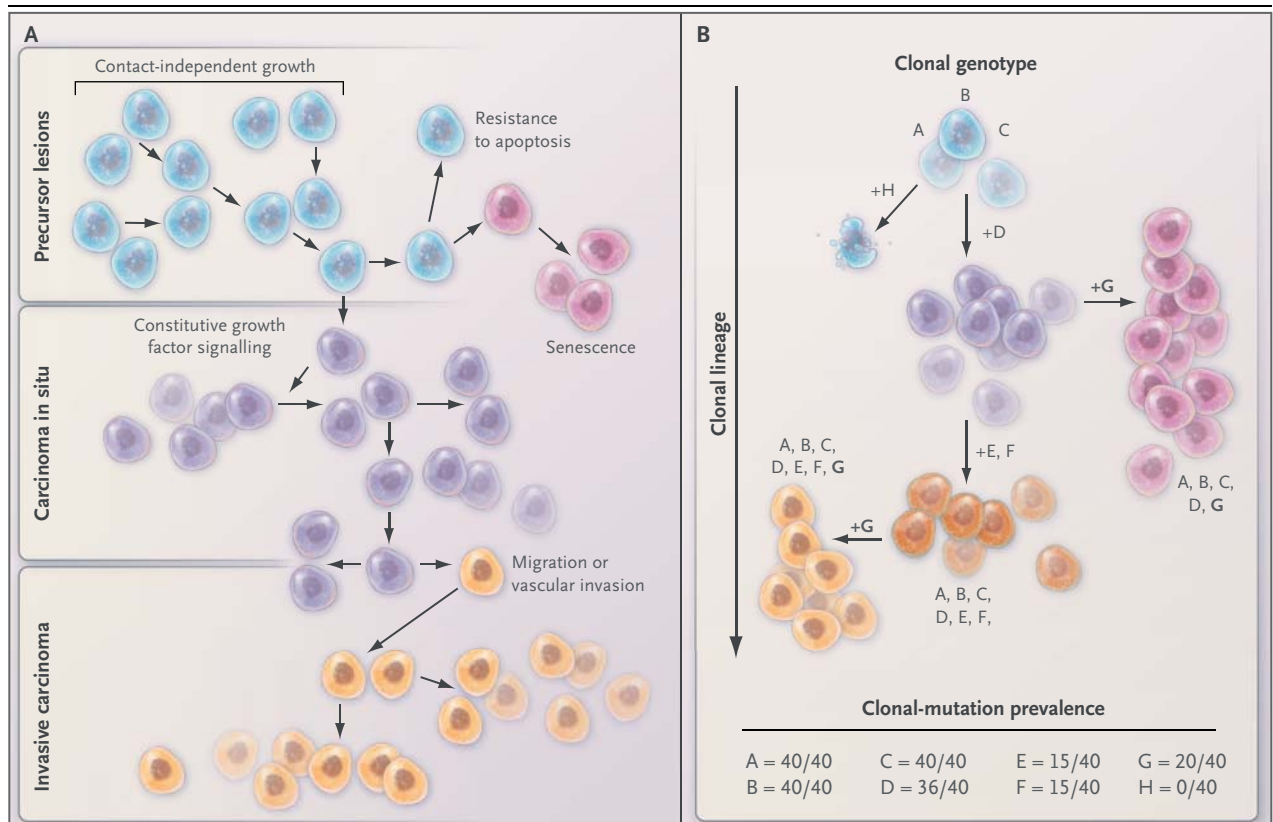 A
Contact-independent growth
Precursor lesions
Resistance
to apoptosis
Senescence
Constitutive growth
factor signalling
Carcinoma in situ
Migration or
vascular invasion
Invasive carcinoma
B
Clonal genotype
B
A
C
+H
+D
+G
Clonal lineage
A, B, C,
D, E, F, G
+E, F
A, B, C,
D, G
+G
A, B, C,
D, E, F,
Clonal-mutation prevalence
A = 40/40 C = 40/40 E = 15/40 G = 20/40
B = 40/40 D = 36/40 F = 15/40 H = 0/40